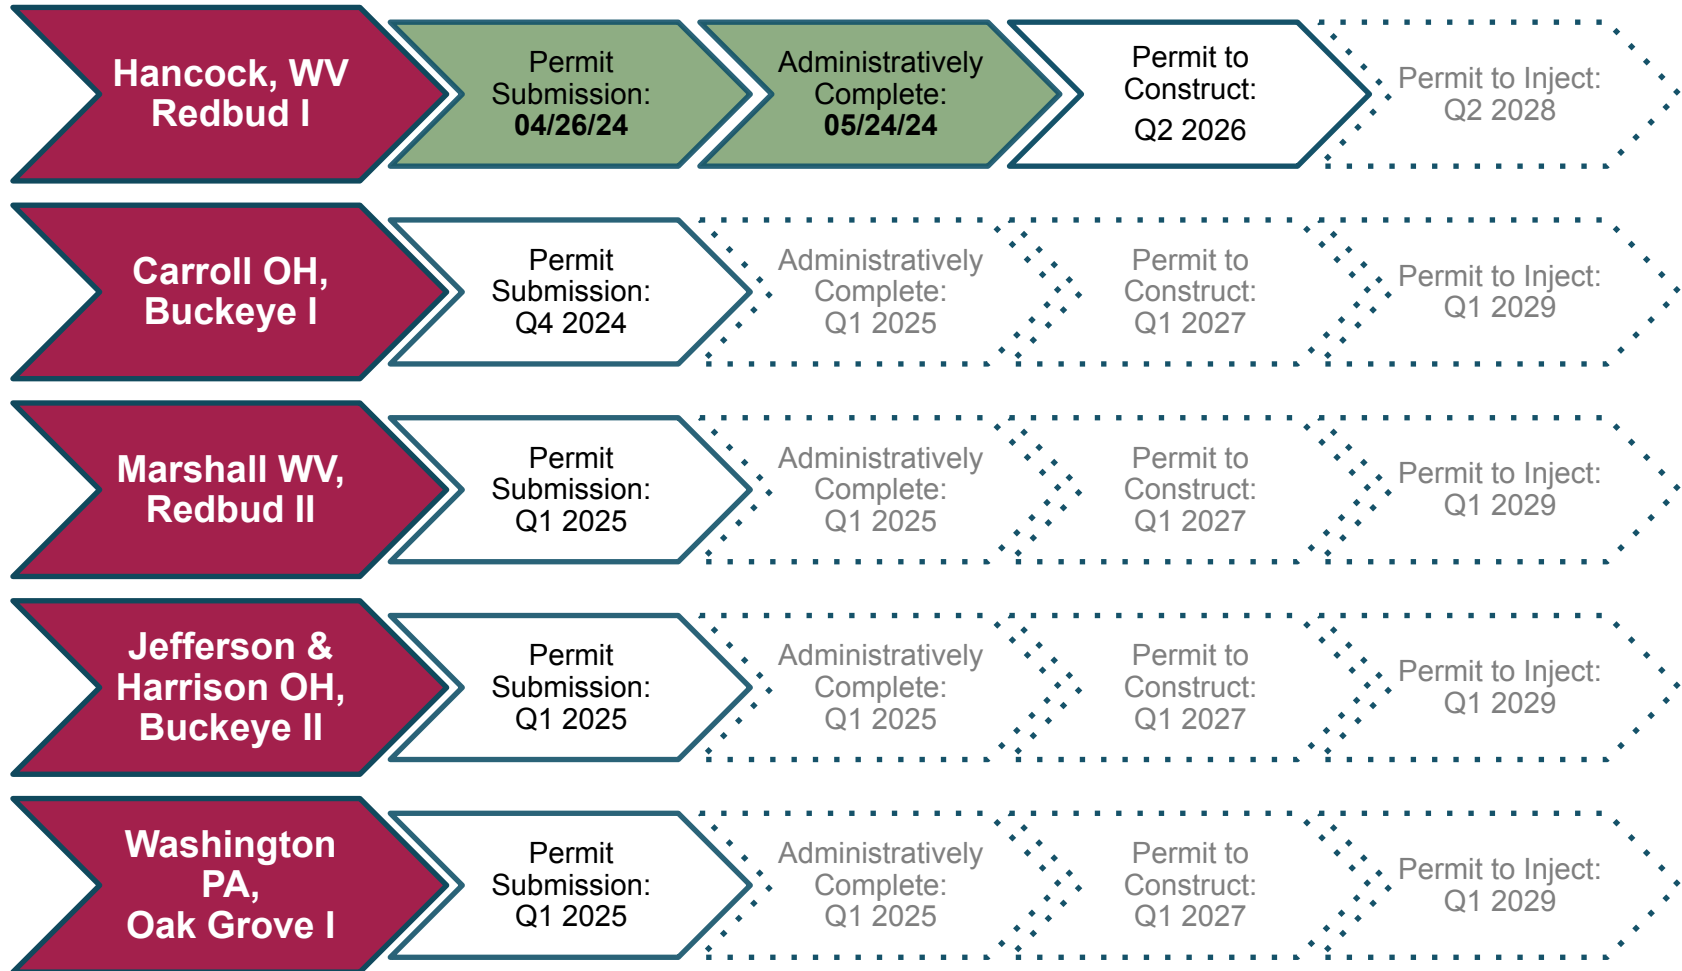 Hancock, WV
Redbud I
Permit
Submission:
04/26/24
Administratively
Complete:
05/24/24
Permit to
Construct:
Q2 2026
Permit to Inject:
Q2 2028
Carroll OH,
Buckeye I
Permit
Submission:
Q4 2024
Administratively
Complete:
Q1 2025
Permit to
Construct:
Q1 2027
Permit to Inject:
Q1 2029
Marshall WV,
Redbud II
Permit
Submission:
Q1 2025
Administratively
Complete:
Q1 2025
Permit to
Construct:
Q1 2027
Permit to Inject:
Q1 2029
Jefferson &
Harrison OH,
Buckeye II
Permit
Submission:
Q1 2025
Administratively
Complete:
Q1 2025
Permit to
Construct:
Q1 2027
Permit to Inject:
Q1 2029
Washington
PA,
Oak Grove I
Permit
Submission:
Q1 2025
Administratively
Complete:
Q1 2025
Permit to
Construct:
Q1 2027
Permit to Inject:
Q1 2029